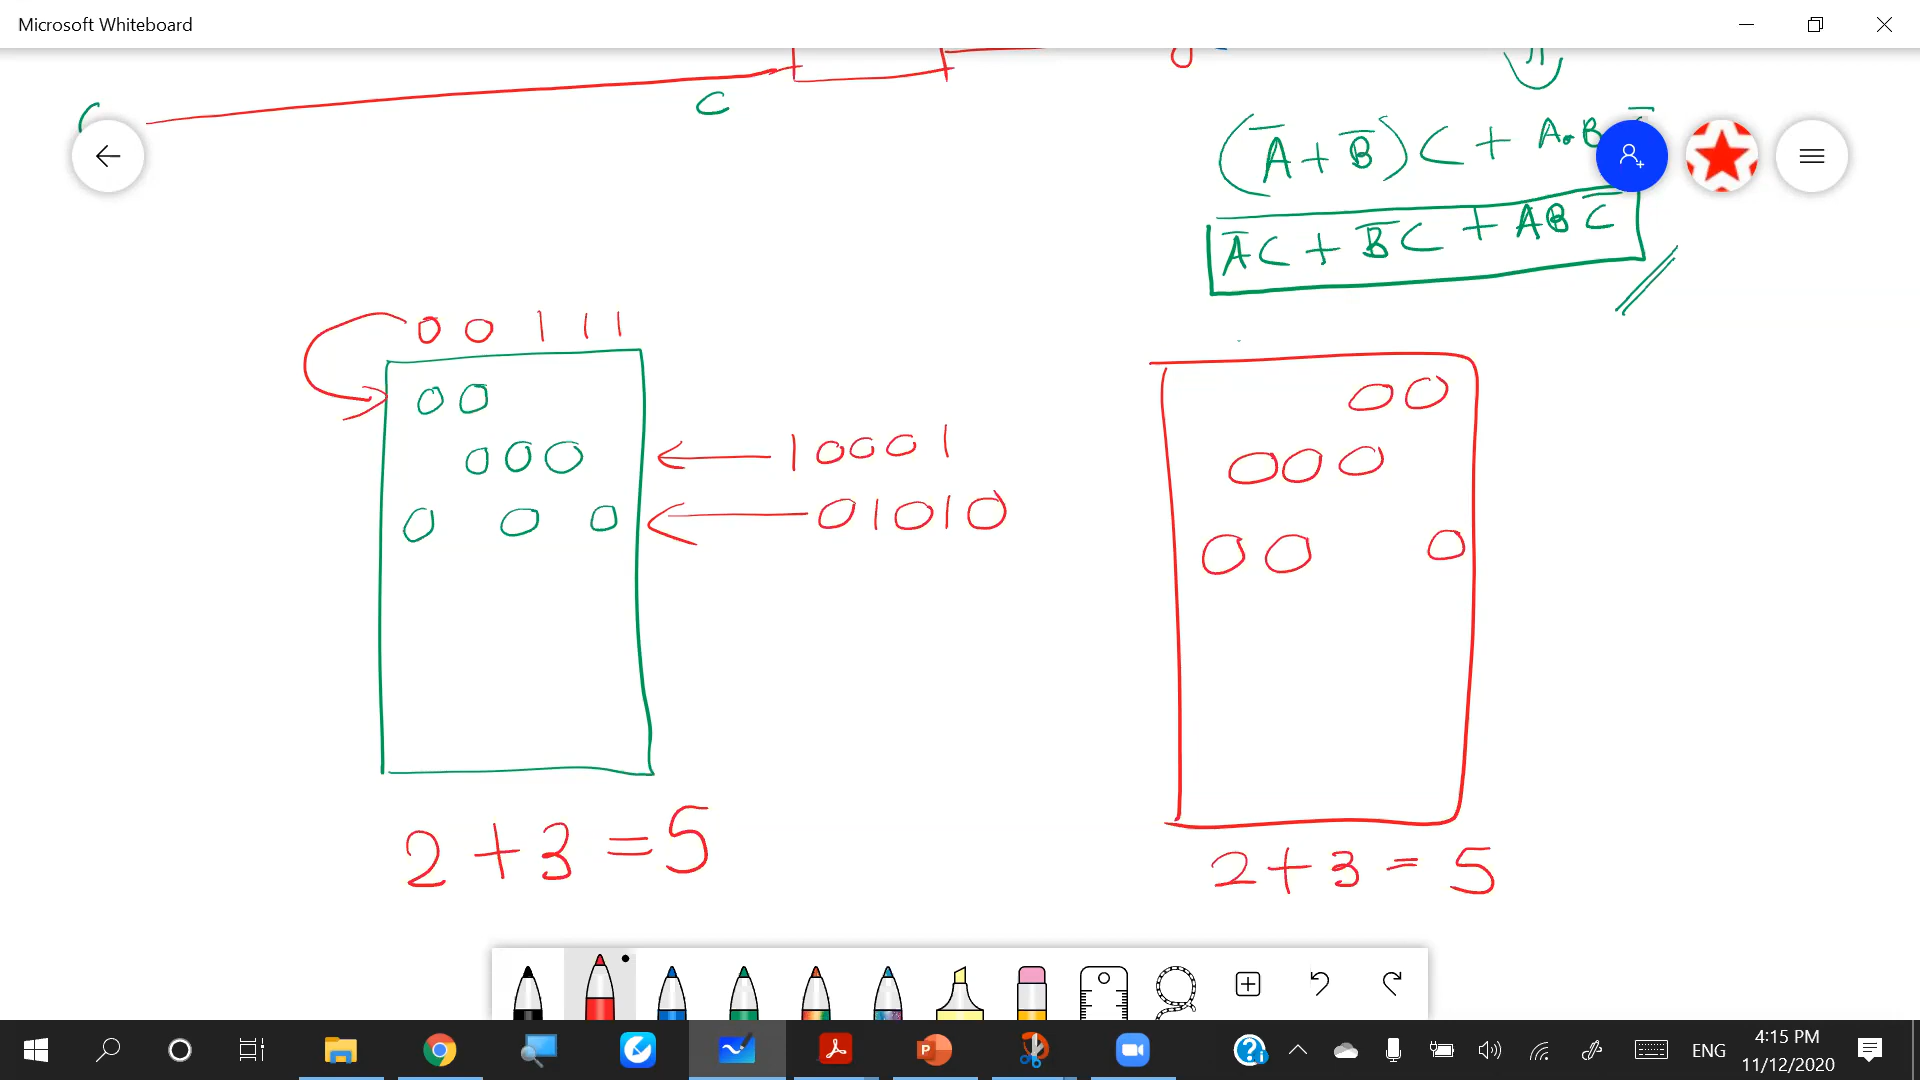 Microsoft Whiteboard
C
C
(A̅ + B̅) C + A.B
A̅C + B̅C + ABC̅
0 0 1 1 1
0 0
0 0 0
1 0 0 0 1
0 0 0
0 1 0 1 0
2 + 3 = 5
0 0
0 0 0
0 0 0
2 + 3 = 5
ENG
4:15 PM
11/12/2020